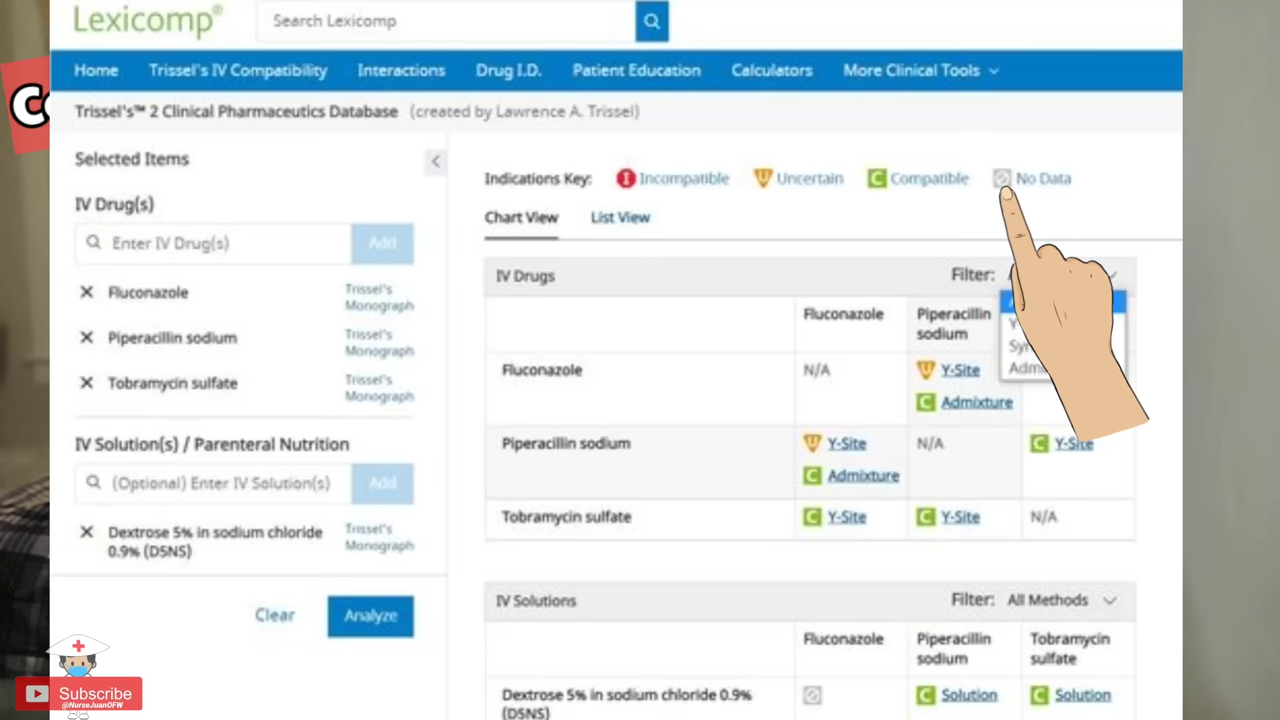 Lexicomp®
Search Lexicomp
Home Trissel's IV Compatibility Interactions Drug I.D. Patient Education Calculators More Clinical Tools
Trissel's™ 2 Clinical Pharmaceutics Database (created by Lawrence A. Trissel)
Selected Items
IV Drug(s)
Enter IV Drug(s) Add
Fluconazole Trissel's
Monograph
Piperacillin sodium Trissel's
Monograph
Tobramycin sulfate Trissel's
Monograph
IV Solution(s) / Parenteral Nutrition
(Optional) Enter IV Solution(s) Add
Dextrose 5% in sodium chloride
0.9% (D5NS)
Trissel's
Monograph
Clear Analyze
Indications Key: I Incompatible U Uncertain C Compatible No Data
Chart View List View
IV Drugs Filter:
Fluconazole Piperacillin
sodium
Fluconazole N/A U Y-Site
C Admixture
Piperacillin sodium U Y-Site N/A C Y-Site
C Admixture
Tobramycin sulfate C Y-Site C Y-Site N/A
IV Solutions Filter: All Methods
Fluconazole Piperacillin
sodium
Tobramycin
sulfate
Dextrose 5% in sodium chloride 0.9%
(D5NS)
C Solution C Solution
Subscribe
@NurseJuanOFW